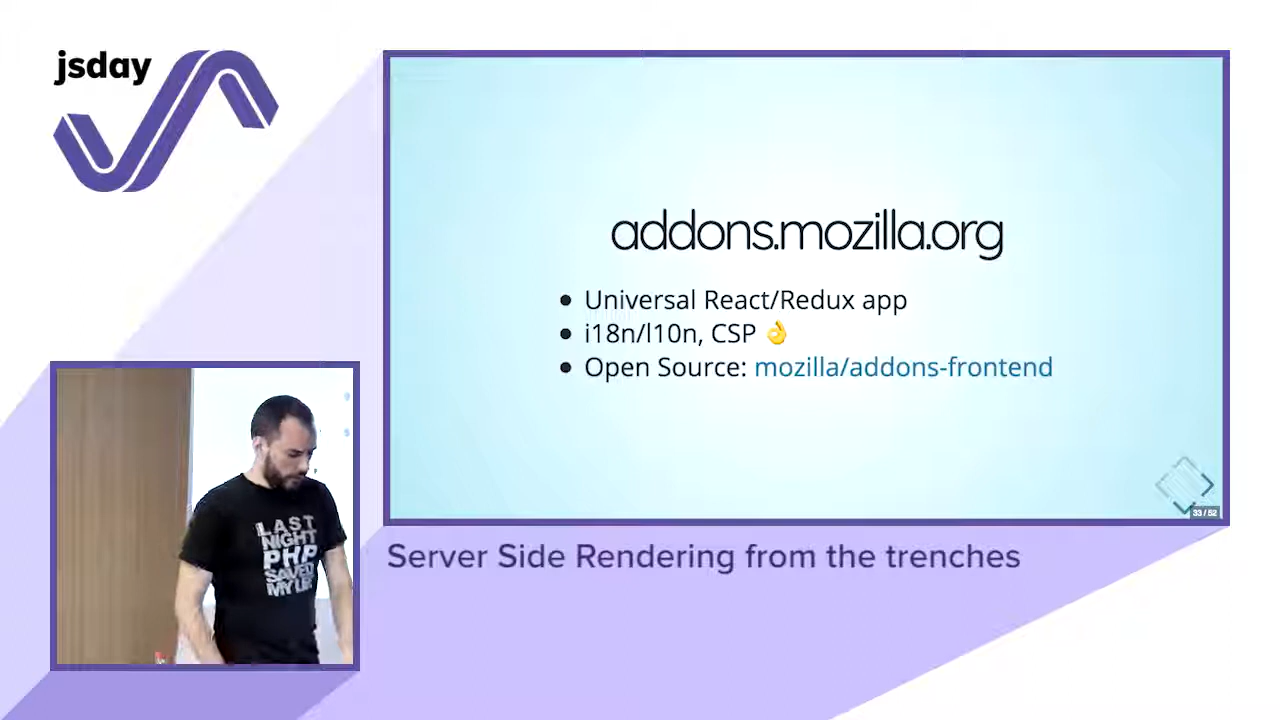 jsday
addons.mozilla.org
• Universal React/Redux app
• i18n/l10n, CSP 👌
• Open Source: mozilla/addons-frontend
33 / 52
LAST
NIGHT
PHP
SAVED
MY LIFE
Server Side Rendering from the trenches